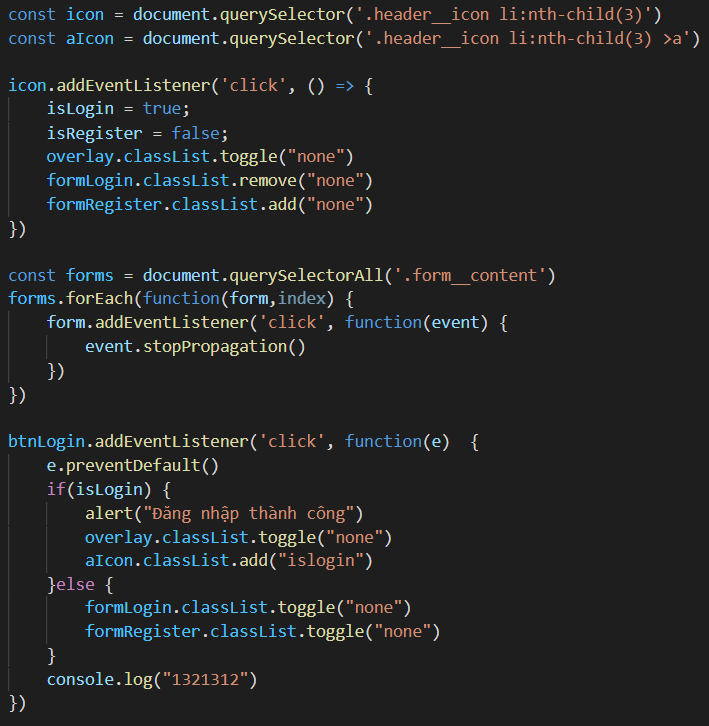 const icon = document.querySelector('.header__icon li:nth-child(3)')
const aIcon = document.querySelector('.header__icon li:nth-child(3) >a')
icon.addEventListener('click', () => {
    isLogin = true;
    isRegister = false;
    overlay.classList.toggle("none")
    formLogin.classList.remove("none")
    formRegister.classList.add("none")
})
const forms = document.querySelectorAll('.form__content')
forms.forEach(function(form,index) {
    form.addEventListener('click', function(event) {
        event.stopPropagation()
    })
})
btnLogin.addEventListener('click', function(e)  {
    e.preventDefault()
    if(isLogin) {
        alert("Đăng nhập thành công")
        overlay.classList.toggle("none")
        aIcon.classList.add("islogin")
    }else {
        formLogin.classList.toggle("none")
        formRegister.classList.toggle("none")
    }
    console.log("1321312")
})